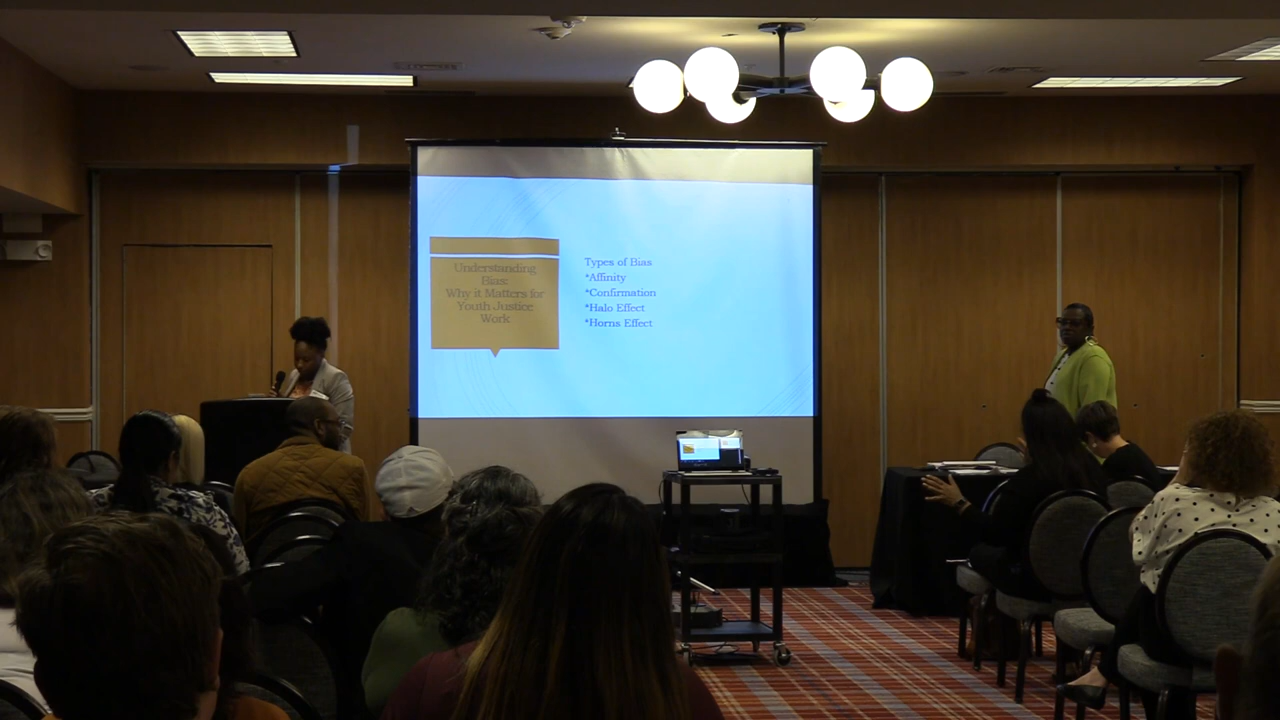 Understanding
Bias:
Why it Matters for
Youth Justice
Work
Types of Bias
*Affinity
*Confirmation
*Halo Effect
*Horns Effect